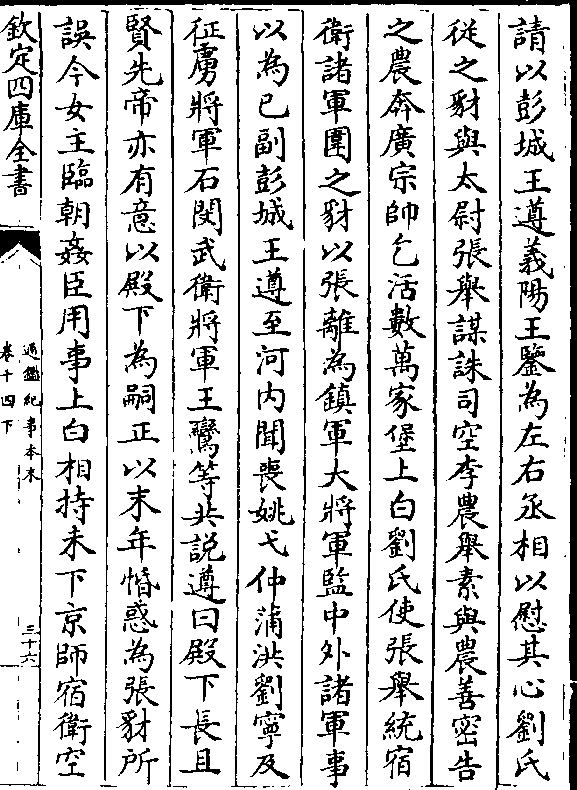 請以彭城王遵義陽王鑒為左右丞相以慰其心劉氏
從之豺與太尉張舉謀誅司空李農舉素與農善密告
之農奔廣宗帥乞活數萬家堡上白劉氏使張舉統宿
衛諸軍圍之豺以張離為鎮軍大將軍監中外諸軍事
以為已副彭城王遵至河内聞喪姚弋仲蒲洪劉寧及
征虜將軍石閔武衛將軍王鸞等共説遵曰殿下長且
賢先帝亦有意以殿下為嗣正以末年惛惑為張豺所
誤今女主臨朝姦臣用事上白相持未下京師宿衛空
欽定四庫全書
通鑑紀事本末
卷十四下
三十六